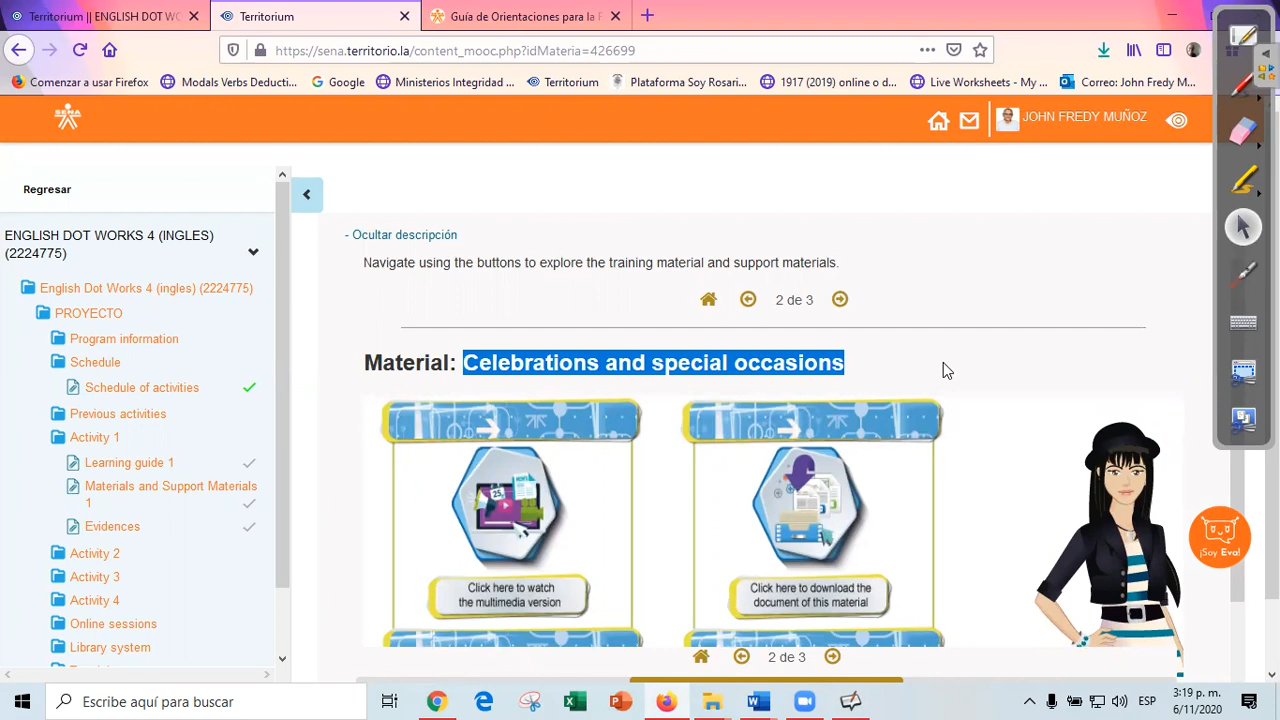 Territorium || ENGLISH DOT WO
Territorium
Guía de Orientaciones para la F
https://sena.territorio.la/content_mooc.php?idMateria=426699
Comenzar a usar Firefox
Modals Verbs Deducti...
Google
Ministerios Integridad ...
Territorium
Plataforma Soy Rosari...
1917 (2019) online o d...
Live Worksheets - My ...
Correo: John Fredy M...
SENA
JOHN FREDY MUÑOZ
Regresar
ENGLISH DOT WORKS 4 (INGLES)
(2224775)
English Dot Works 4 (ingles) (2224775)
PROYECTO
Program information
Schedule
Schedule of activities
Previous activities
Activity 1
Learning guide 1
Materials and Support Materials
1
Evidences
Activity 2
Activity 3
Activity 4
Online sessions
Library system
- Ocultar descripción
Navigate using the buttons to explore the training material and support materials.
2 de 3
Material: Celebrations and special occasions
25
Click here to watch
the multimedia version
Click here to download the
document of this material
2 de 3
¡Soy Eva!
Escribe aquí para buscar
ESP
3:19 p. m.
6/11/2020